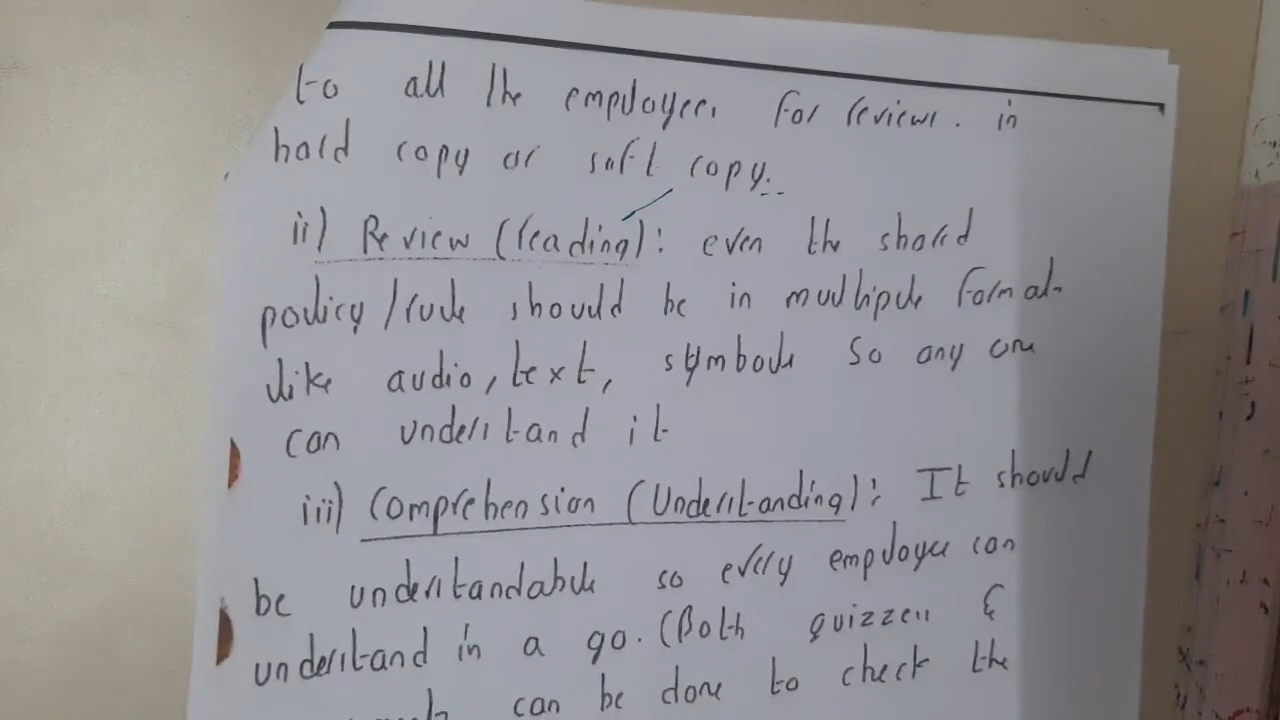 to all the employees for reviews. in
hard copy or soft copy.
ii) Review (reading): even the shared
policy/rule should be in multiple format
like audio, text, symbols so any one
can understand it
iii) Comprehension (Understanding): It should
be understandable so every employee can
understand in a go. (Both quizzes &
can be done to check the